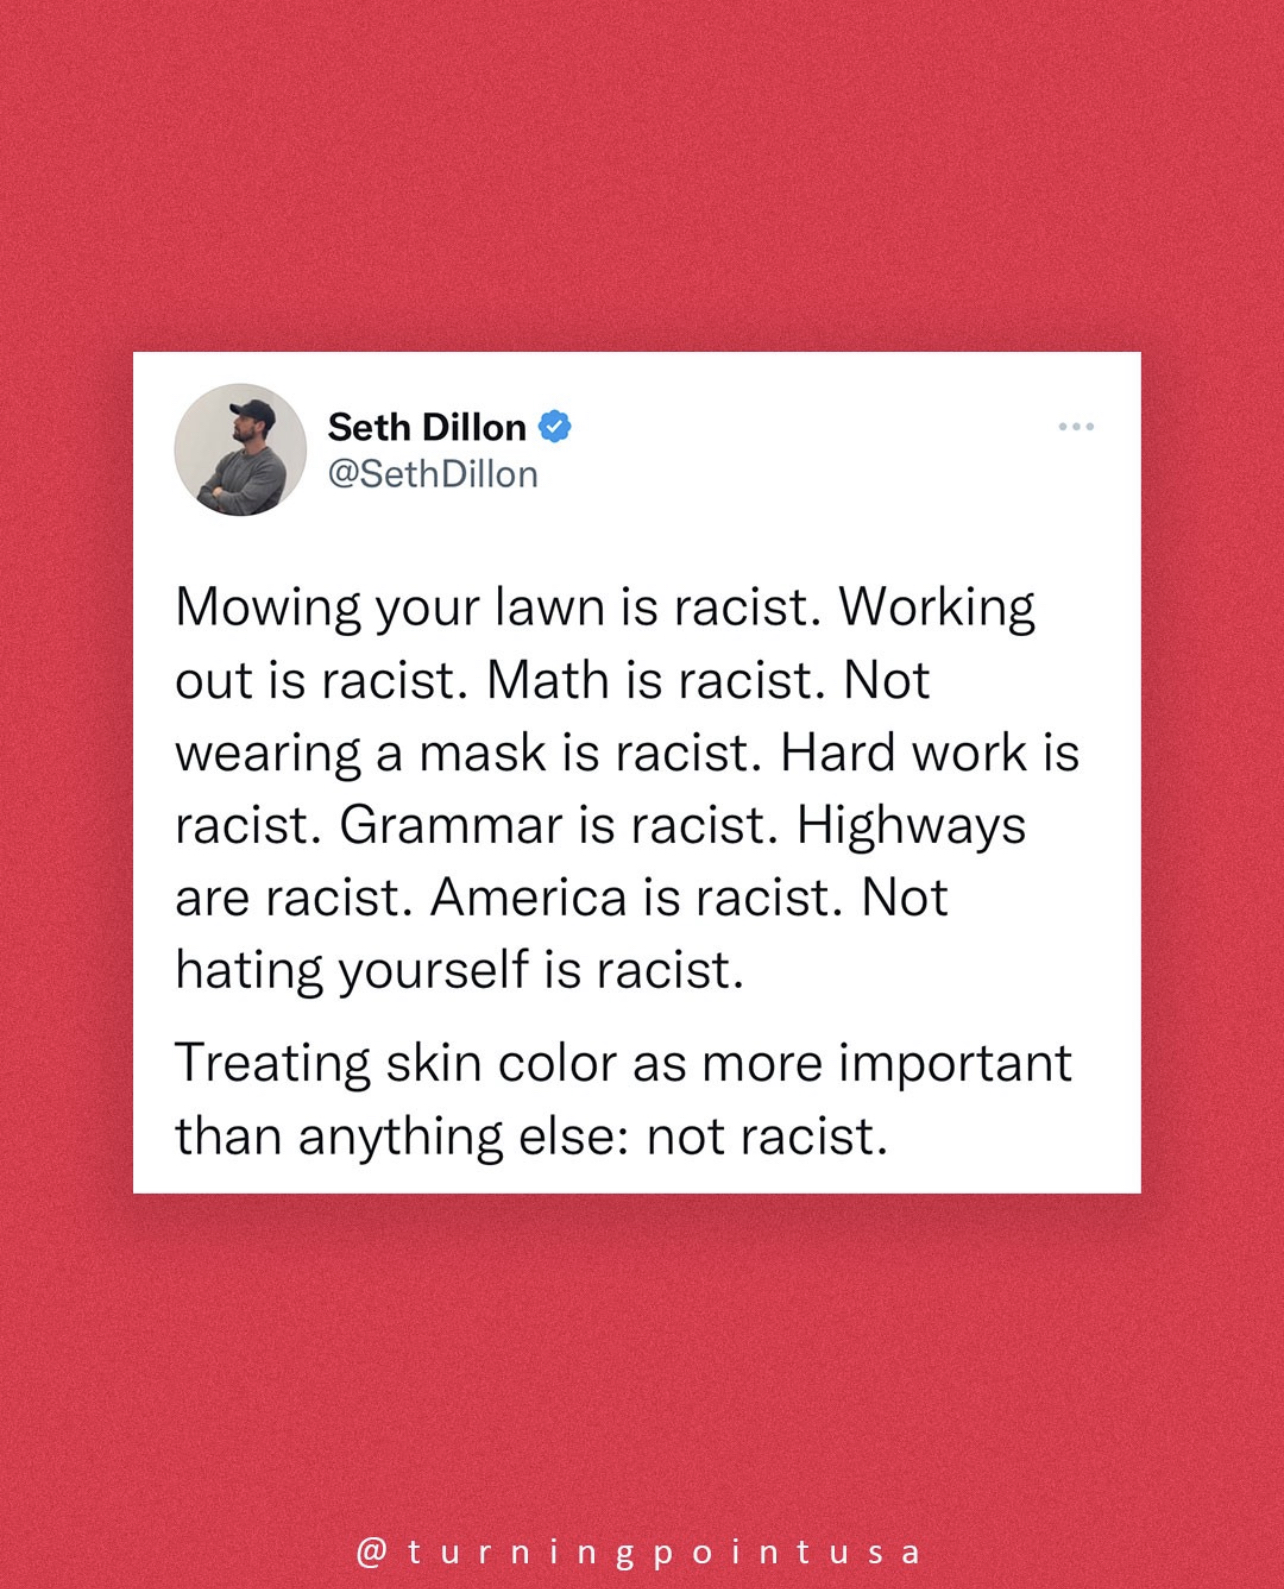 Seth Dillon
@SethDillon
Mowing your lawn is racist. Working
out is racist. Math is racist. Not
wearing a mask is racist. Hard work is
racist. Grammar is racist. Highways
are racist. America is racist. Not
hating yourself is racist.
Treating skin color as more important
than anything else: not racist.
@turningpointusa